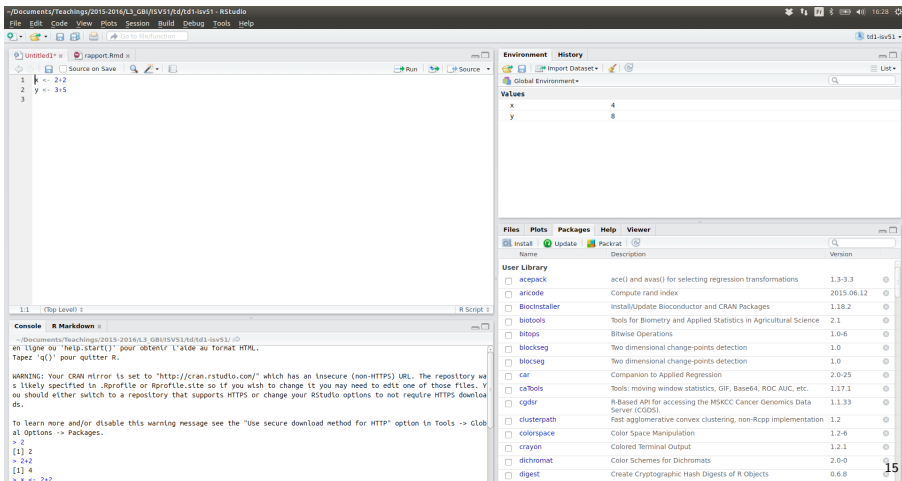 ~/Documents/Teachings/2015-2016/L3_GBI/ISV51/td/td1-isv51 - RStudio
Fr
16:28
File Edit Code View Plots Session Build Debug Tools Help
Go to file/function
td1-isv51
Untitled1* x rapport.Rmd x
Source on Save
Run
Source
1 x <- 2+2
2 y <- 3+5
3
1:1 (Top Level)
R Script
Console R Markdown x
~/Documents/Teachings/2015-2016/L3_GBI/ISV51/td/td1-isv51/
en ligne ou 'help.start()' pour obtenir l'aide au format HTML.
Tapez 'q()' pour quitter R.
WARNING: Your CRAN mirror is set to "http://cran.rstudio.com/" which has an insecure (non-HTTPS) URL. The repository wa
s likely specified in .Rprofile or Rprofile.site so if you wish to change it you may need to edit one of those files. Y
ou should either switch to a repository that supports HTTPS or change your RStudio options to not require HTTPS downloa
ds.
To learn more and/or disable this warning message see the "Use secure download method for HTTP" option in Tools -> Glob
al Options -> Packages.
> 2
[1] 2
> 2+2
[1] 4
> x <- 2+2
Environment History
Import Dataset
List
Global Environment
Values
x 4
y 8
Files Plots Packages Help Viewer
Install Update Packrat
Name Description Version
User Library
acepack ace() and avas() for selecting regression transformations 1.3-3.3
aricode Compute rand index 2015.06.12
BiocInstaller Install/Update Bioconductor and CRAN Packages 1.18.2
biotools Tools for Biometry and Applied Statistics in Agricultural Science 2.1
bitops Bitwise Operations 1.0-6
blockseg Two dimensional change-points detection 1.0
blocseg Two dimensional change-points detection 1.0
car Companion to Applied Regression 2.0-25
caTools Tools: moving window statistics, GIF, Base64, ROC AUC, etc. 1.17.1
cgdsr R-Based API for accessing the MSKCC Cancer Genomics Data 1.1.33
Server (CGDS).
clusterpath Fast agglomerative convex clustering, non-Rcpp implementation 1.2
colorspace Color Space Manipulation 1.2-6
crayon Colored Terminal Output 1.2.1
dichromat Color Schemes for Dichromats 2.0-0
digest Create Cryptographic Hash Digests of R Objects 0.6.8
15